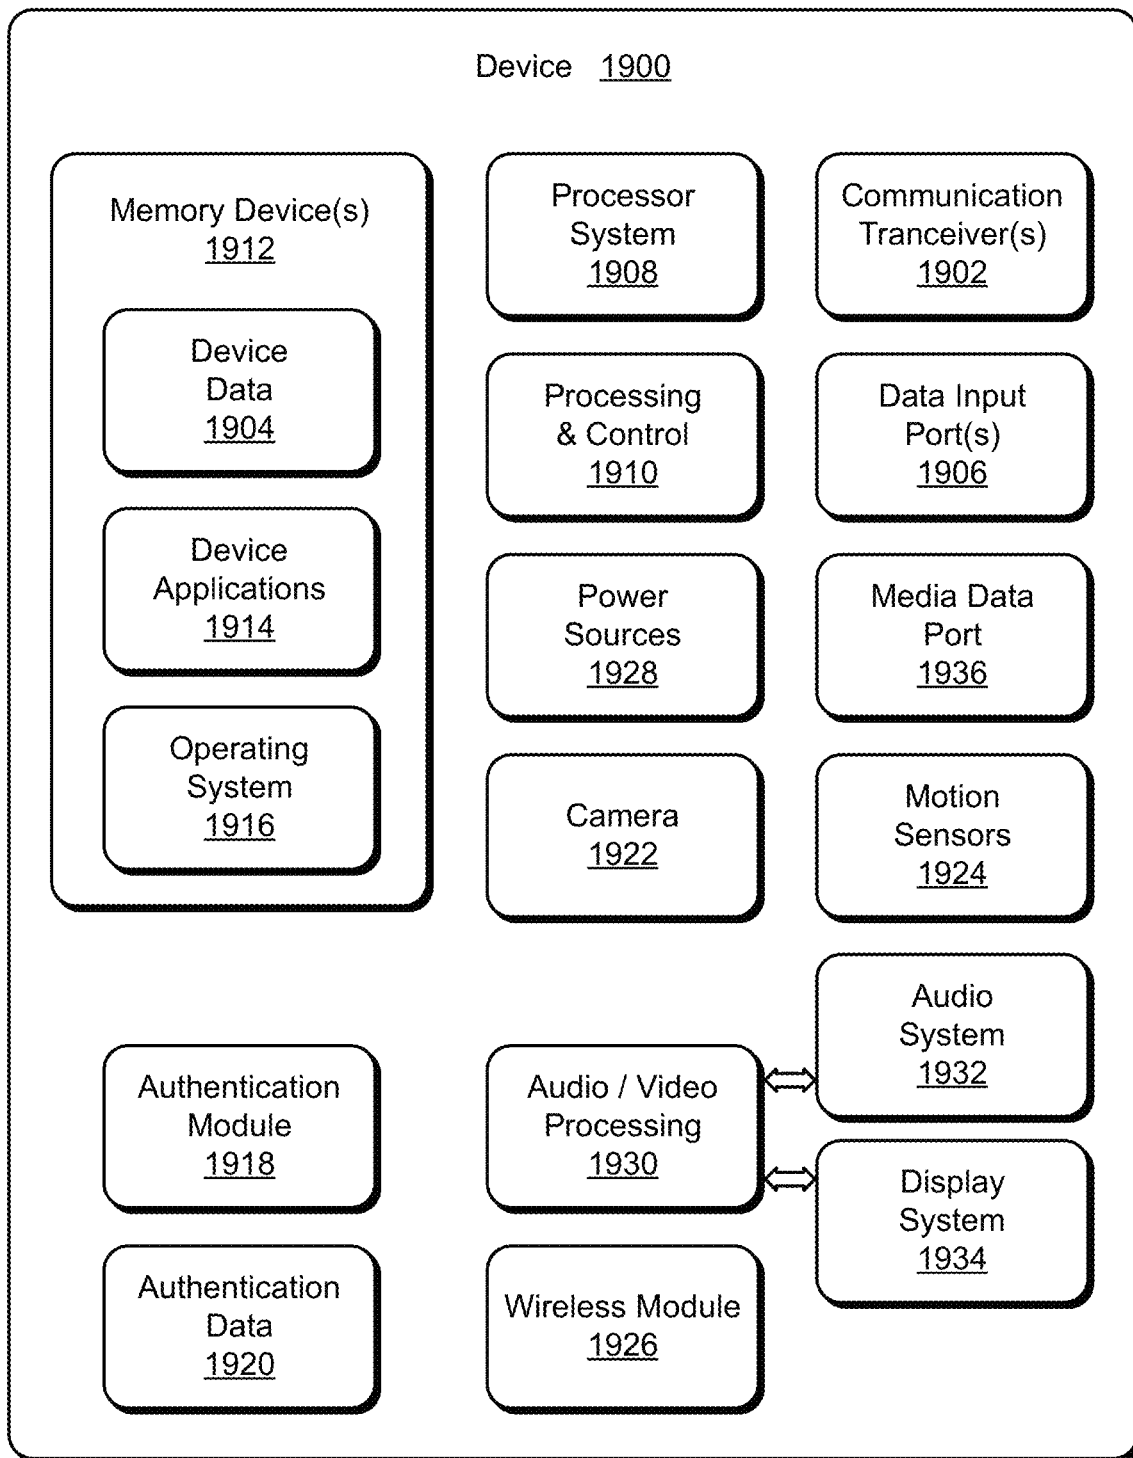 Device 1900
Memory Device(s)
1912
Device
Data
1904
Device
Applications
1914
Operating
System
1916
Processor
System
1908
Communication
Tranceiver(s)
1902
Processing
& Control
1910
Data Input
Port(s)
1906
Power
Sources
1928
Media Data
Port
1936
Camera
1922
Motion
Sensors
1924
Authentication
Module
1918
Audio / Video
Processing
1930
Audio
System
1932
Display
System
1934
Authentication
Data
1920
Wireless Module
1926